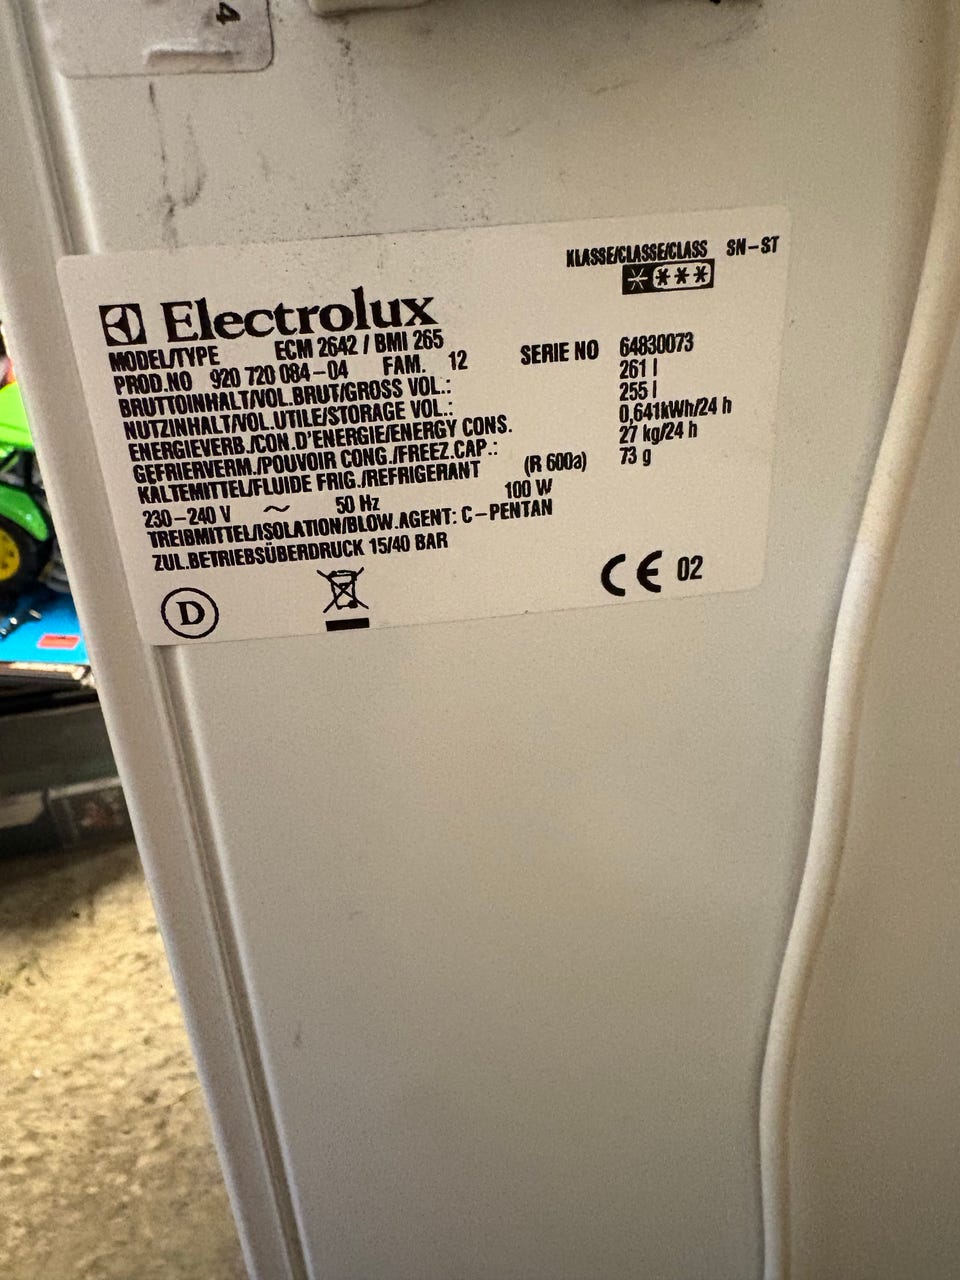 4
KLASSE/CLASSE/CLASS SN-ST
Electrolux
MODEL/TYPE ECM 2642 / BMI 265
PROD.NO 920 720 084-04 FAM. 12 SERIE NO 64830073
BRUTTOINHALT/VOL.BRUT/GROSS VOL.: 261 l
NUTZINHALT/VOL.UTILE/STORAGE VOL.: 255 l
ENERGIEVERB./CON.D'ENERGIE/ENERGY CONS. 0,641kWh/24 h
GEFRIERVERM./POUVOIR CONG./FREEZ.CAP.: 27 kg/24 h
KALTEMITTEL/FLUIDE FRIG./REFRIGERANT (R 600a) 73 g
230-240 V ~ 50 Hz 100 W
TREIBMITTEL/ISOLATION/BLOW.AGENT: C-PENTAN
ZUL.BETRIEBSÜBERDRUCK 15/40 BAR
D CE 02